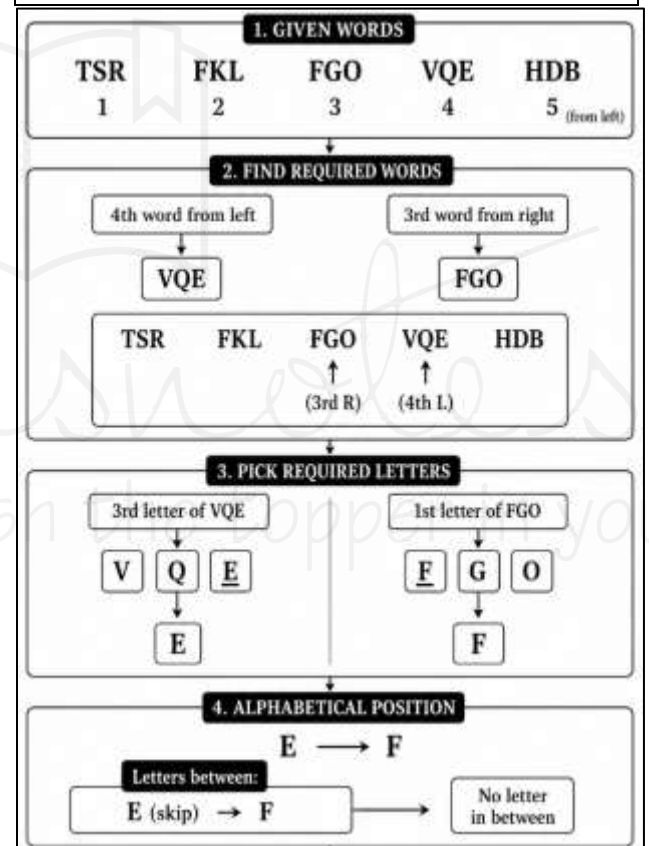 1. GIVEN WORDS
TSR FKL FGO VQE HDB
1 2 3 4 5 (from left)
2. FIND REQUIRED WORDS
4th word from left 3rd word from right
VQE FGO
TSR FKL FGO VQE HDB
↑ ↑
(3rd R) (4th L)
3. PICK REQUIRED LETTERS
3rd letter of VQE 1st letter of FGO
V Q E F G O
E F
4. ALPHABETICAL POSITION
E → F
Letters between:
E (skip) → F No letter
in between